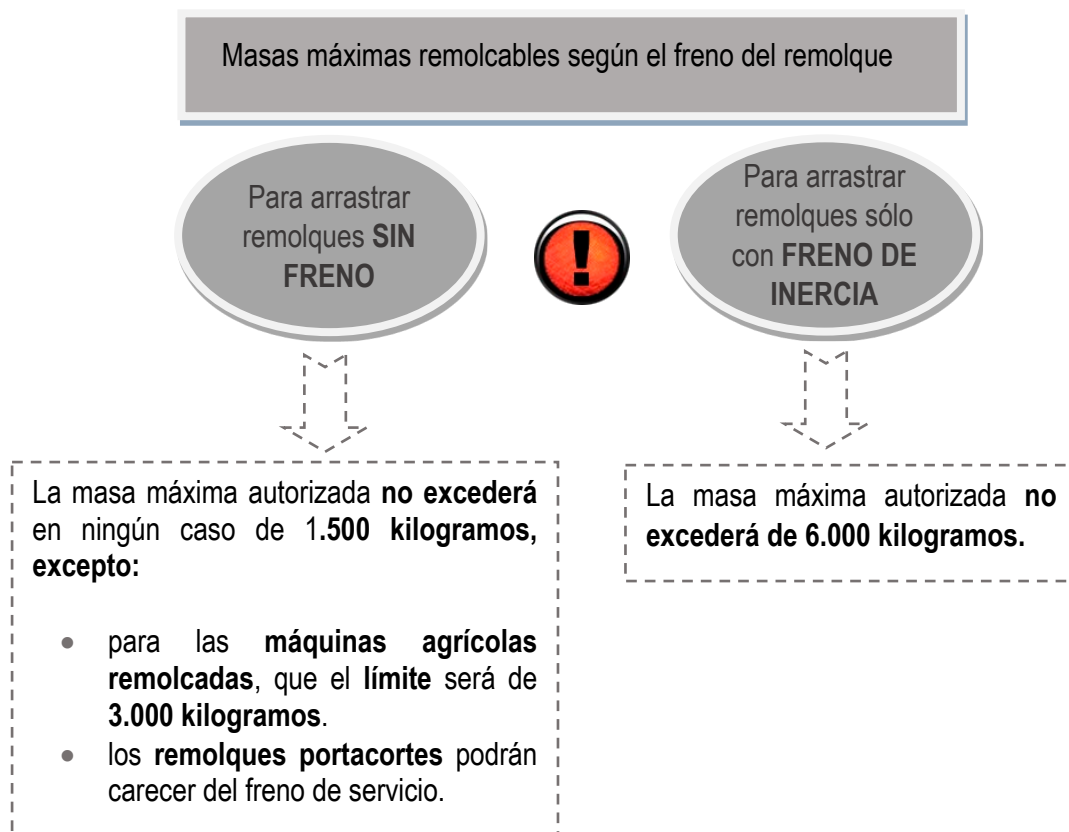 Masas máximas remolcables según el freno del remolque
Para arrastrar
remolques SIN
FRENO
!
Para arrastrar
remolques sólo
con FRENO DE
INERCIA
La masa máxima autorizada no excederá
en ningún caso de 1.500 kilogramos,
excepto:
• para las máquinas agrícolas
remolcadas, que el límite será de
3.000 kilogramos.
• los remolques portacortes podrán
carecer del freno de servicio.
La masa máxima autorizada no
excederá de 6.000 kilogramos.